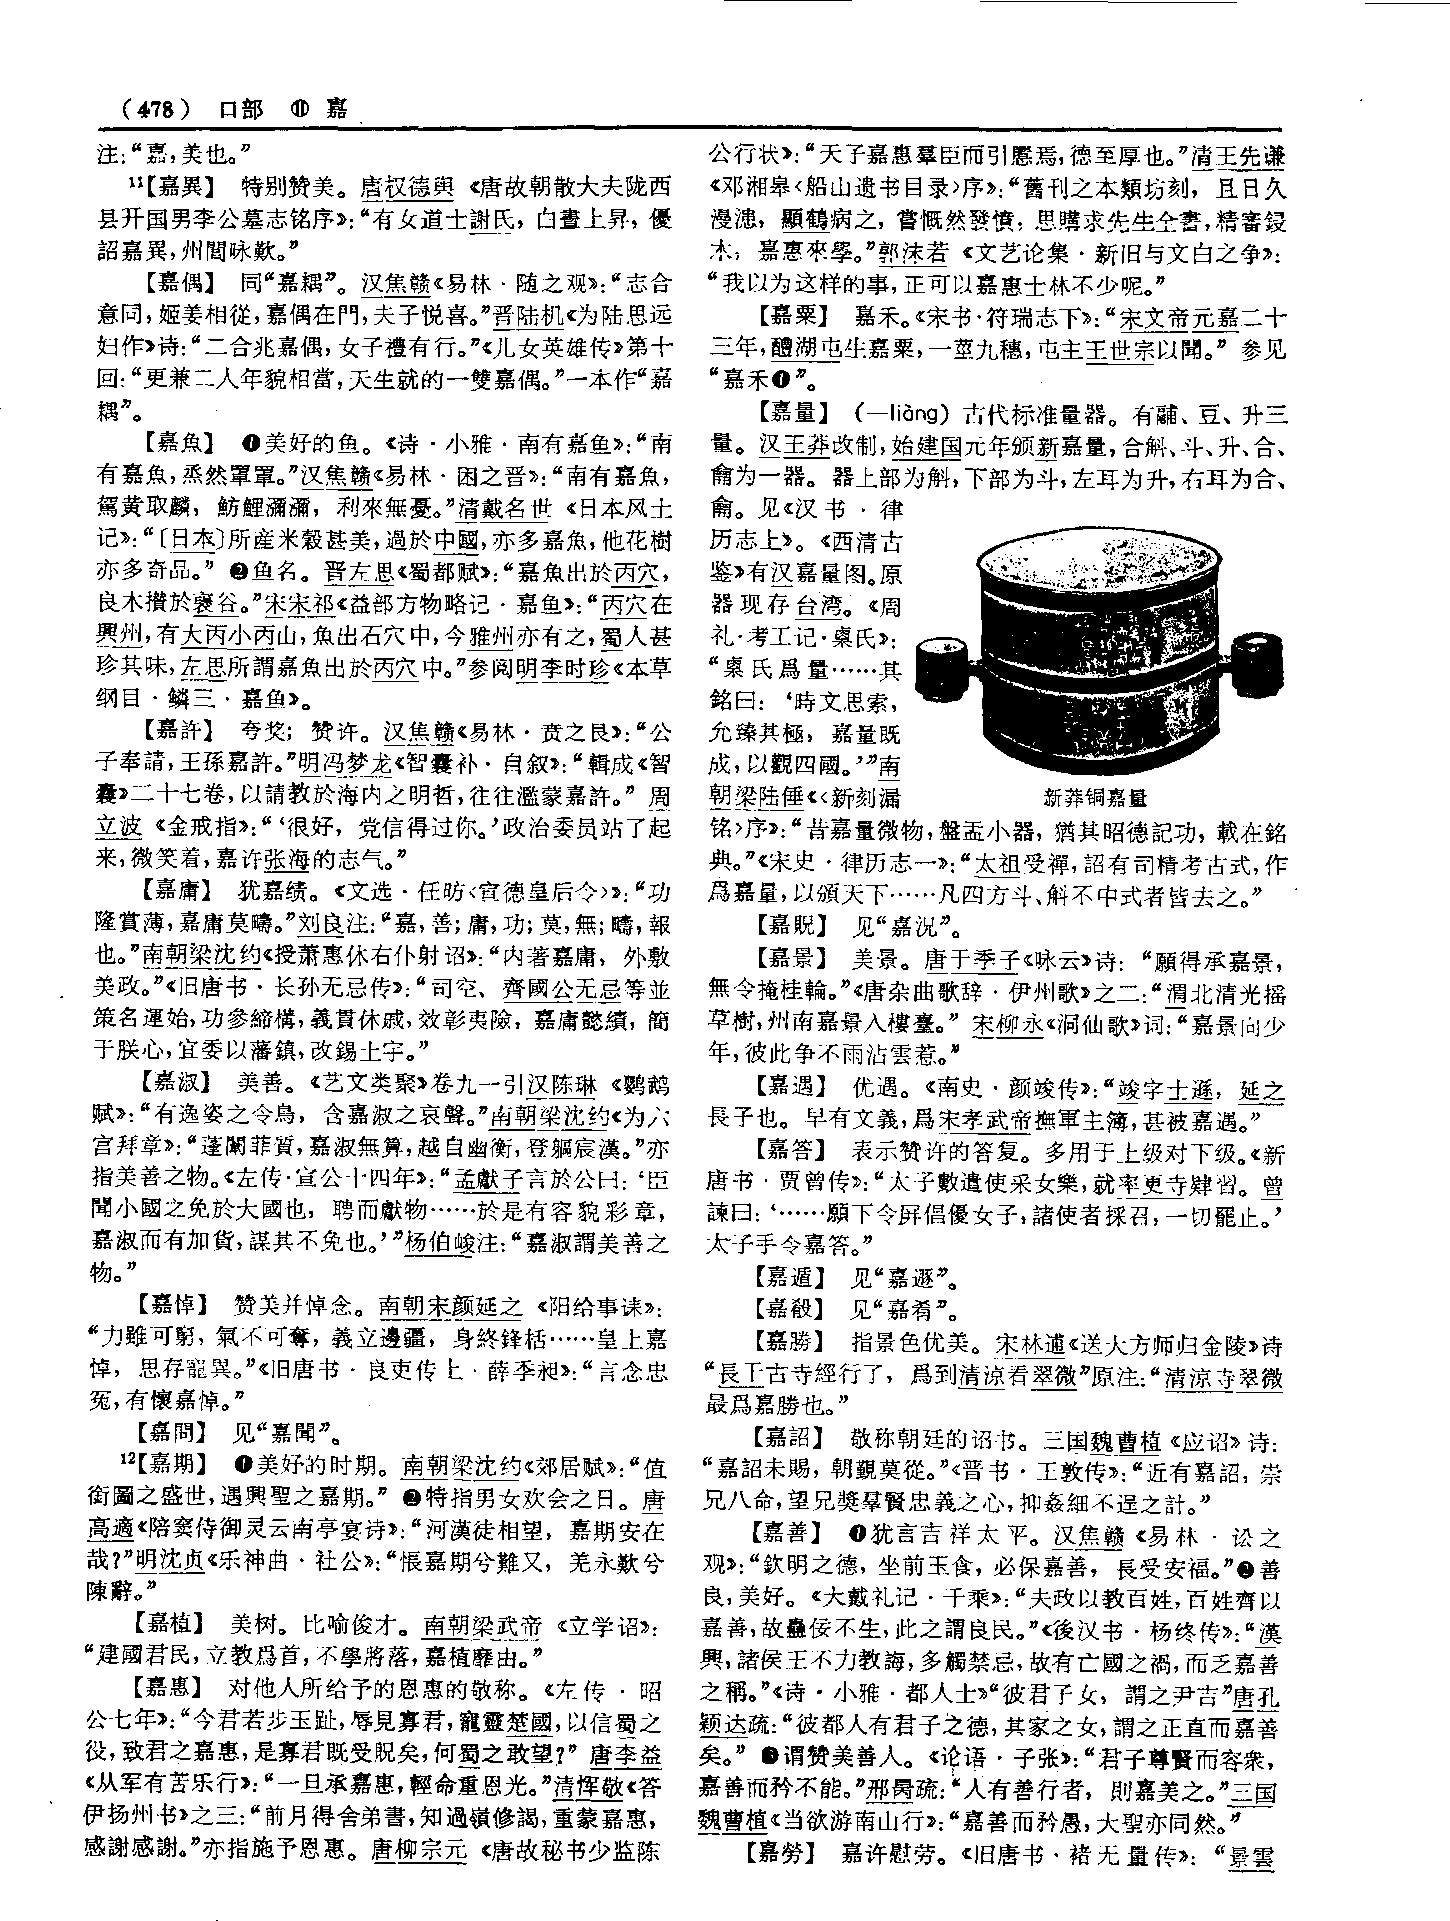 （478） 口部 ⑪ 嘉
注：“嘉，美也。”
11【嘉異】 特别赞美。唐权德舆《唐故朝散大夫陇西
县开国男李公墓志铭序》：“有女道士謝氏，白晝上昇，優
詔嘉異，州閭咏歎。”
【嘉偶】 同“嘉耦”。汉焦赣《易林·随之观》：“志合
意同，姬姜相從，嘉偶在門，夫子悦喜。”晋陆机《为陆思远
妇作》诗：“二合兆嘉偶，女子禮有行。”《儿女英雄传》第十
回：“更兼二人年貌相當，天生就的一雙嘉偶。”一本作“嘉
耦”。
【嘉魚】 ❶美好的鱼。《诗·小雅·南有嘉鱼》：“南
有嘉魚，烝然罩罩。”汉焦赣《易林·困之晋》：“南有嘉魚，
駕黄取鱗，魴鯉瀰瀰，利來無憂。”清戴名世《日本风土
记》：“〔日本〕所産米穀甚美，過於中國，亦多嘉魚，他花樹
亦多奇品。” ❷鱼名。晋左思《蜀都赋》：“嘉魚出於丙穴，
良木攢於褒谷。”宋宋祁《益部方物略记·嘉鱼》：“丙穴在
興州，有大丙小丙山，魚出石穴中，今雅州亦有之，蜀人甚
珍其味，左思所謂嘉魚出於丙穴中。”参阅明李时珍《本草
纲目·鳞三·嘉鱼》。
【嘉許】 夸奖；赞许。汉焦赣《易林·贲之艮》：“公
子奉請，王孫嘉許。”明冯梦龙《智囊补·自叙》：“輯成《智
囊》二十七卷，以請教於海内之明哲，往往濫蒙嘉許。” 周
立波《金戒指》：“‘很好，党信得过你。’政治委员站了起
来，微笑着，嘉许张海的志气。”
【嘉庸】 犹嘉绩。《文选·任昉〈宣德皇后令〉》：“功
隆賞薄，嘉庸莫疇。”刘良注：“嘉，善；庸，功；莫，無；疇，報
也。”南朝梁沈约《授萧惠休右仆射诏》：“内著嘉庸，外敷
美政。”《旧唐书·长孙无忌传》：“司空、齊國公无忌等並
策名運始，功參締構，義貫休戚，效彰夷險，嘉庸懿績，簡
于朕心，宜委以藩鎮，改錫土宇。”
【嘉淑】 美善。《艺文类聚》卷九一引汉陈琳《鹦鹉
赋》：“有逸姿之令鳥，含嘉淑之哀聲。”南朝梁沈约《为六
宫拜章》：“蓬闈菲質，嘉淑無算，越自幽衡，登軀宸漢。”亦
指美善之物。《左传·宣公十四年》：“孟獻子言於公曰：‘臣
聞小國之免於大國也，聘而獻物……於是有容貌彩章，
嘉淑而有加貨，謀其不免也。’”杨伯峻注：“嘉淑謂美善之
物。”
【嘉悼】 赞美并悼念。南朝宋颜延之《阳给事诔》：
“力雖可窮，氣不可奪，義立邊疆，身終锋栝……皇上嘉
悼，思存寵異。”《旧唐书·良吏传上·薛季昶》：“言念忠
冤，有懷嘉悼。”
【嘉問】 见“嘉聞”。
12【嘉期】 ❶美好的时期。南朝梁沈约《郊居赋》：“值
銜圖之盛世，遇興聖之嘉期。” ❷特指男女欢会之日。唐
高適《陪窦侍御灵云南亭宴诗》：“河漢徒相望，嘉期安在
哉？”明沈贞《乐神曲·社公》：“悵嘉期兮難又，羌永歎兮
陳辭。”
【嘉植】 美树。比喻俊才。南朝梁武帝《立学诏》：
“建國君民，立教爲首，不學將落，嘉植靡由。”
【嘉惠】 对他人所给予的恩惠的敬称。《左传·昭
公七年》：“今君若步玉趾，辱見寡君，寵靈楚國，以信蜀之
役，致君之嘉惠，是寡君既受貺矣，何蜀之敢望？” 唐李益
《从军有苦乐行》：“一旦承嘉惠，輕命重恩光。”清恽敬《答
伊扬州书》之三：“前月得舍弟書，知過嶺修謁，重蒙嘉惠，
感謝感謝。”亦指施予恩惠。唐柳宗元《唐故秘书少监陈
公行状》：“天子嘉惠羣臣而引慝焉，德至厚也。”清王先谦
《邓湘皋〈船山遗书目录〉序》：“舊刊之本類坊刻，且日久
漫漶，顯鶴病之，嘗慨然發憤，思購求先生全書，精審鋟
木，嘉惠來學。”郭沫若《文艺论集·新旧与文白之争》：
“我以为这样的事，正可以嘉惠士林不少呢。”
【嘉粟】 嘉禾。《宋书·符瑞志下》：“宋文帝元嘉二十
三年，醴湖屯生嘉粟，一莖九穗，屯主王世宗以聞。” 参见
“嘉禾❶”。
【嘉量】 （—liàng）古代标准量器。有鬴、豆、升三
量。汉王莽改制，始建国元年颁新嘉量，合斛、斗、升、合、
龠为一器。器上部为斛，下部为斗，左耳为升，右耳为合、
龠。见《汉书·律
历志上》。《西清古
鉴》有汉嘉量图。原
器现存台湾。《周
礼·考工记·㮚氏》：
“㮚氏爲量……其
銘曰：‘時文思索，
允臻其極，嘉量既
成，以觀四國。’”南
朝梁陆倕《〈新刻漏
铭〉序》：“昔嘉量微物，盤盂小器，猶其昭德記功，載在銘
典。”《宋史·律历志一》：“太祖受禪，詔有司精考古式，作
爲嘉量，以頒天下……凡四方斗、斛不中式者皆去之。”
新莽铜嘉量
【嘉貺】 见“嘉況”。
【嘉景】 美景。唐于季子《咏云》诗：“願得承嘉景，
無令掩桂輪。”《唐杂曲歌辞·伊州歌》之二：“渭北清光摇
草樹，州南嘉景入樓臺。” 宋柳永《洞仙歌》词：“嘉景向少
年，彼此争不雨沾雲惹。”
【嘉遇】 优遇。《南史·颜竣传》：“竣字士遜，延之
長子也。早有文義，爲宋孝武帝撫軍主簿，甚被嘉遇。”
【嘉答】 表示赞许的答复。多用于上级对下级。《新
唐书·贾曾传》：“太子數遣使采女樂，就率更寺肄習。曾
諫曰：‘……願下令屏倡優女子，諸使者採召，一切罷止。’
太子手令嘉答。”
【嘉遁】 见“嘉遯”。
【嘉殽】 见“嘉肴”。
【嘉勝】 指景色优美。宋林逋《送大方师归金陵》诗
“長干古寺經行了，爲到清凉看翠微”原注：“清凉寺翠微
最爲嘉勝也。”
【嘉詔】 敬称朝廷的诏书。三国魏曹植《应诏》诗：
“嘉詔未賜，朝覲莫從。”《晋书·王敦传》：“近有嘉詔，崇
兄八命，望兄獎羣賢忠義之心，抑姦細不逞之計。”
【嘉善】 ❶犹言吉祥太平。汉焦赣《易林·讼之
观》：“欽明之德，坐前玉食，必保嘉善，長受安福。”❷善
良，美好。《大戴礼记·千乘》：“夫政以教百姓，百姓齊以
嘉善，故蠱佞不生，此之謂良民。”《後汉书·杨终传》：“漢
興，諸侯王不力教誨，多觸禁忌，故有亡國之禍，而乏嘉善
之稱。”《诗·小雅·都人士》“彼君子女，謂之尹吉”唐孔
颖达疏：“彼都人有君子之德，其家之女，謂之正直而嘉善
矣。” ❸谓赞美善人。《论语·子张》：“君子尊賢而容衆，
嘉善而矜不能。”邢昺疏：“人有善行者，則嘉美之。”三国
魏曹植《当欲游南山行》：“嘉善而矜愚，大聖亦同然。”
【嘉勞】 嘉许慰劳。《旧唐书·褚无量传》：“景雲